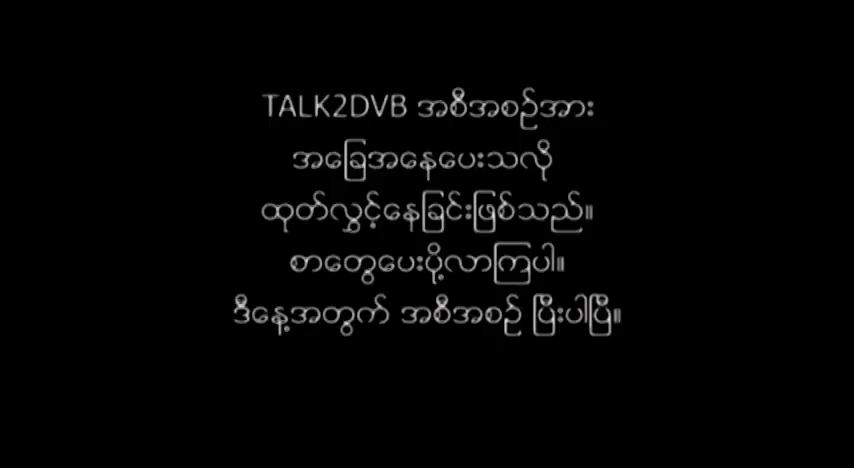 TALK2DVB အစီအစဉ်အား
အခြေအနေပေးသလို
ထုတ်လွှင့်နေခြင်းဖြစ်သည်။
စာတွေပေးပို့လာကြပါ။
ဒီနေ့အတွက် အစီအစဉ် ပြီးပါပြီ။